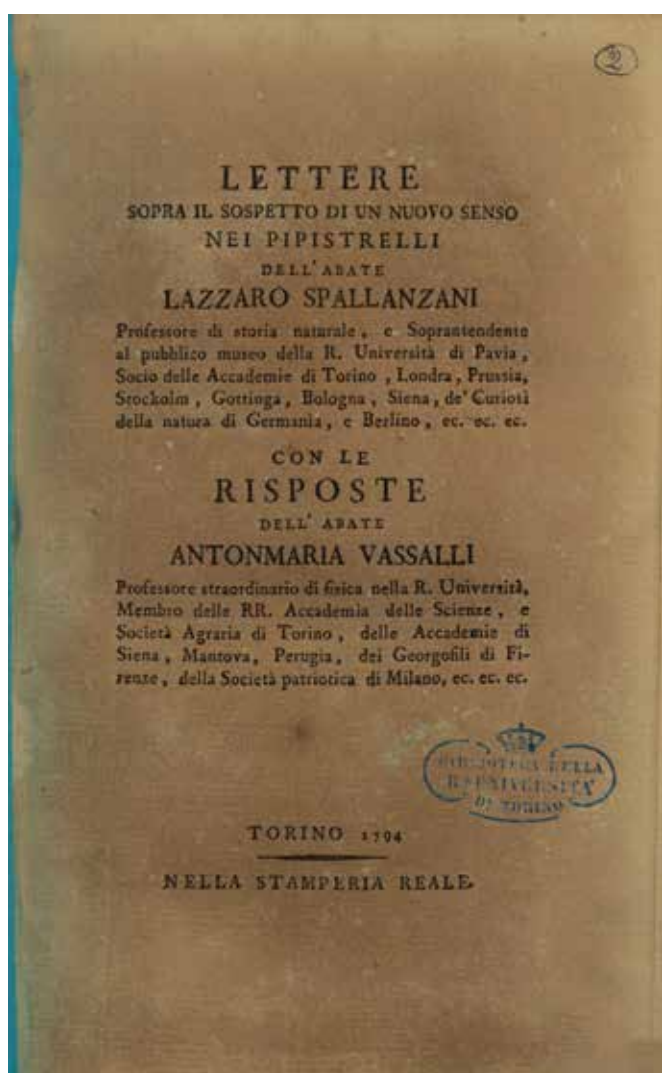 2
LETTERE
SOPRA IL SOSPETTO DI UN NUOVO SENSO
NEI PIPISTRELLI
DELL'ABATE
LAZZARO SPALLANZANI
Professore di storia naturale, e Soprantendente
al pubblico museo della R. Università di Pavia,
Socio delle Accademie di Torino, Londra, Prussia,
Stockolm, Gottinga, Bologna, Siena, de' Curiosi
della natura di Germania, e Berlino, ec. ec. ec.
CON LE
RISPOSTE
DELL' ABATE
ANTONMARIA VASSALLI
Professore straordinario di fisica nella R. Università,
Membro delle RR. Accademia delle Scienze, e
Società Agraria di Torino, delle Accademie di
Siena, Mantova, Perugia, dei Georgofili di Fi-
renze, della Società patriotica di Milano, ec. ec. ec.
BIBLIOTECA DELLA
R. UNIVERSITA'
DI TORINO
TORINO 1794
NELLA STAMPERIA REALE.